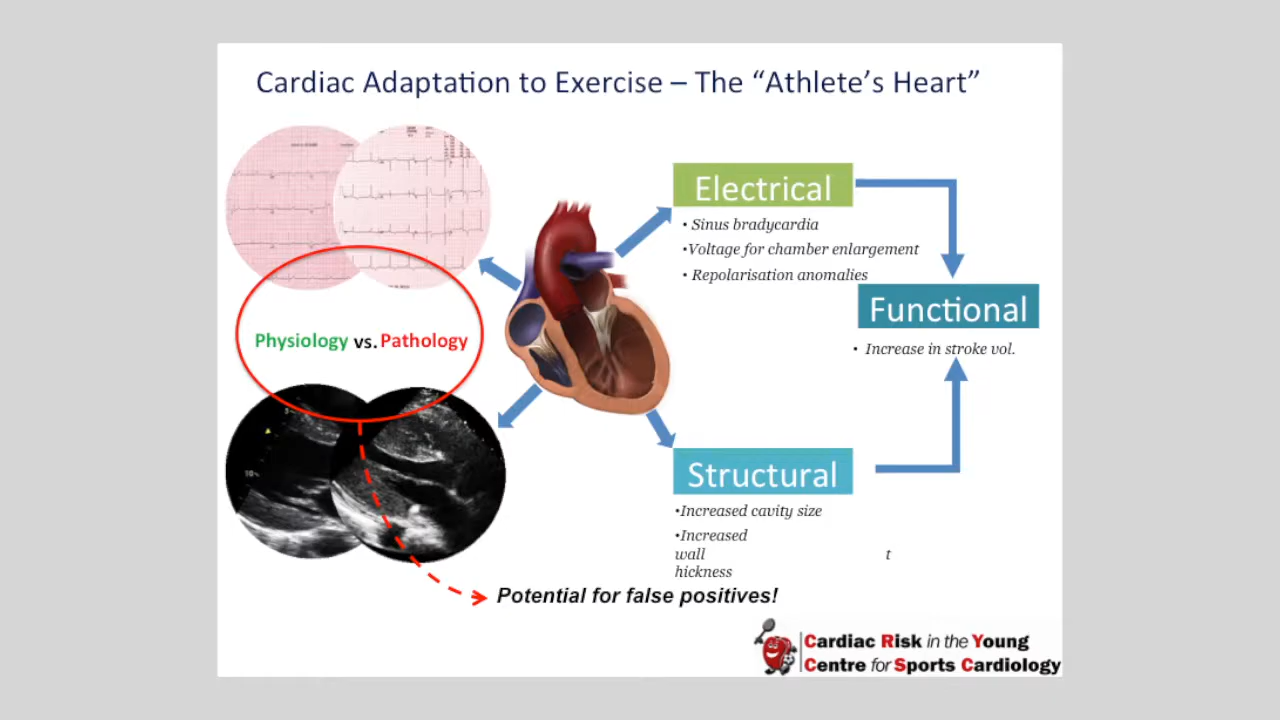 Cardiac Adaptation to Exercise – The “Athlete’s Heart”
Electrical
• Sinus bradycardia
•Voltage for chamber enlargement
• Repolarisation anomalies
Functional
• Increase in stroke vol.
Physiology vs. Pathology
Structural
•Increased cavity size
•Increased
wall t
hickness
Potential for false positives!
Cardiac Risk in the Young
Centre for Sports Cardiology